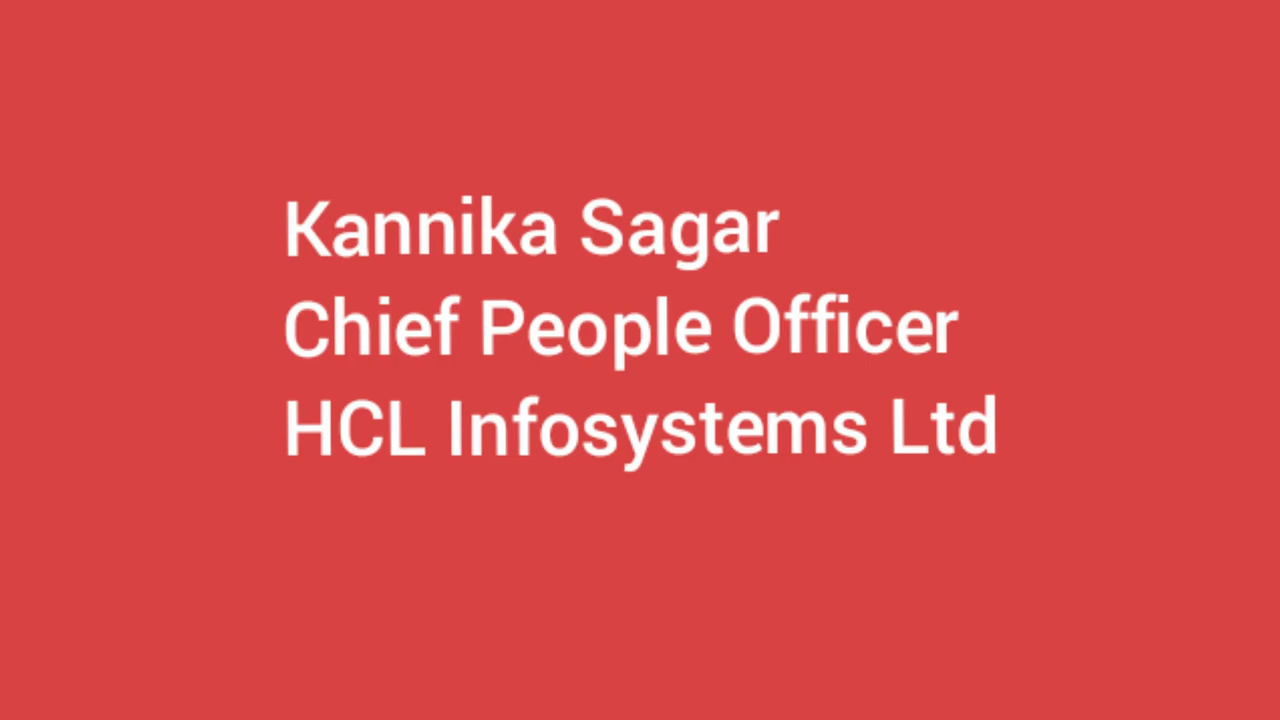 Kannika Sagar
Chief People Officer
HCL Infosystems Ltd